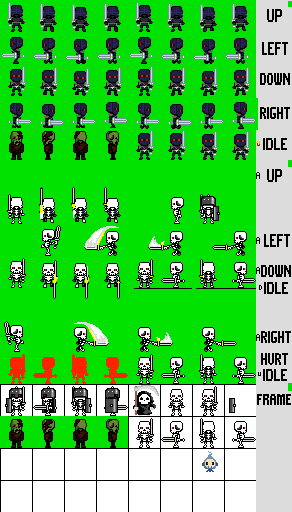 UP
LEFT
DOWN
RIGHT
D IDLE
A UP
A LEFT
A DOWN
D IDLE
A RIGHT
HURT
D IDLE
FRAME